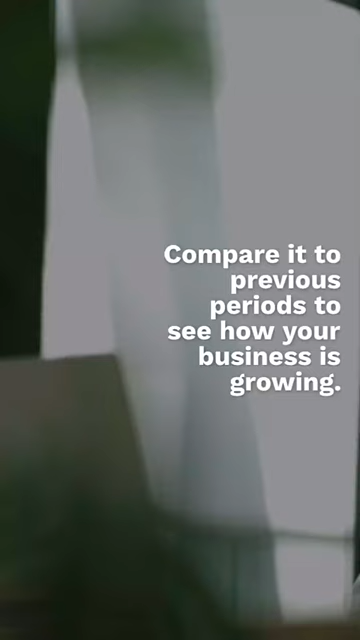 Compare it to
previous
periods to
see how your
business is
growing.